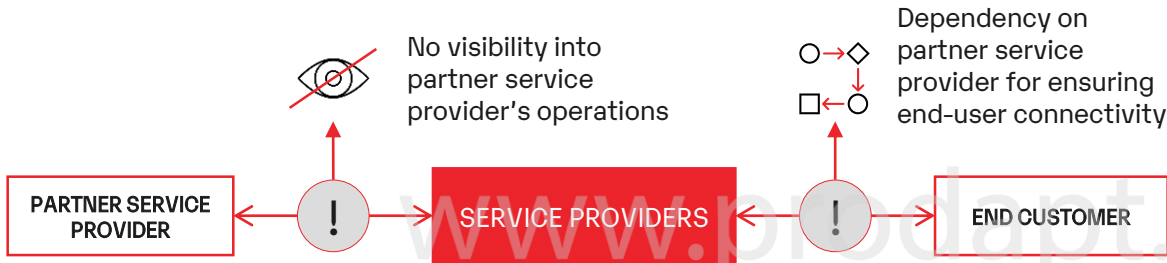 No visibility into
partner service
provider's operations
Dependency on
partner service
provider for ensuring
end-user connectivity
PARTNER SERVICE
PROVIDER
!
SERVICE PROVIDERS
!
END CUSTOMER
www.prodapt.